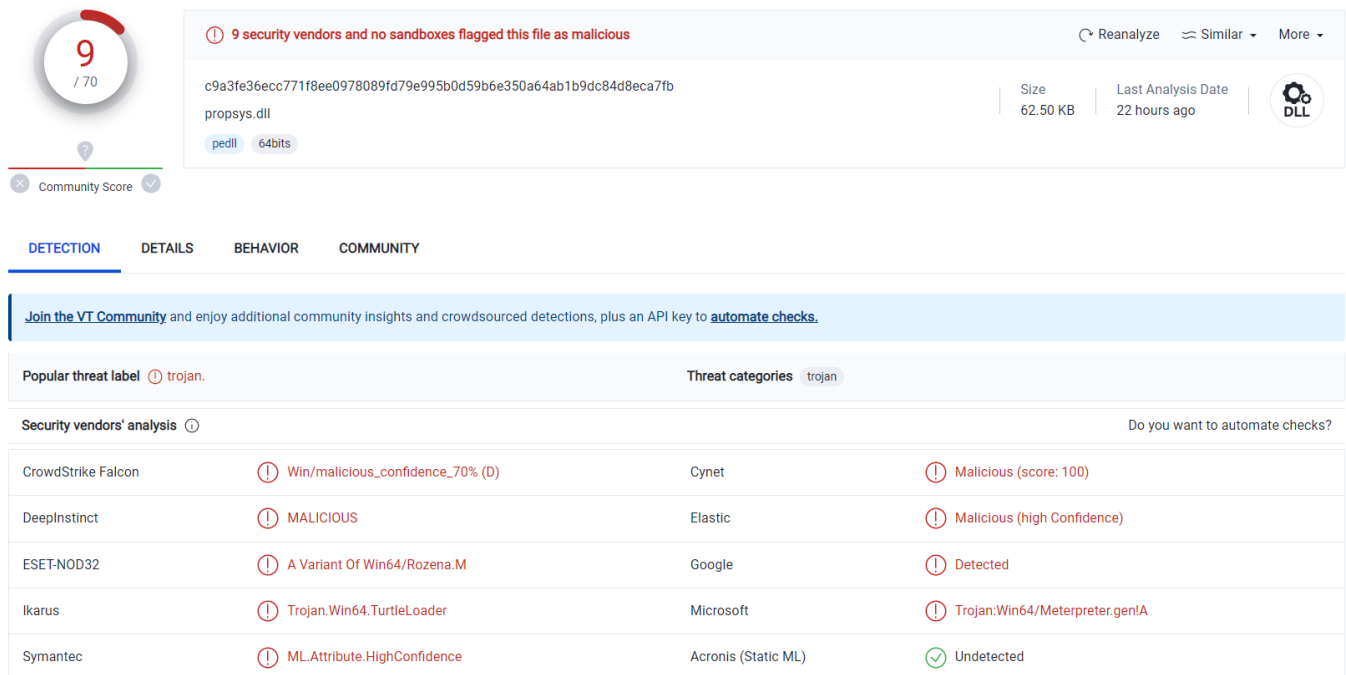 9
/ 70
?
Community Score
9 security vendors and no sandboxes flagged this file as malicious
Reanalyze Similar More
c9a3fe36ecc771f8ee0978089fd79e995b0d59b6e350a64ab1b9dc84d8eca7fb
propsys.dll
pedll 64bits
Size
62.50 KB
Last Analysis Date
22 hours ago
DLL
DETECTION DETAILS BEHAVIOR COMMUNITY
Join the VT Community and enjoy additional community insights and crowdsourced detections, plus an API key to automate checks.
Popular threat label trojan. Threat categories trojan
Security vendors' analysis Do you want to automate checks?
CrowdStrike Falcon Win/malicious_confidence_70% (D) Cynet Malicious (score: 100)
DeepInstinct MALICIOUS Elastic Malicious (high Confidence)
ESET-NOD32 A Variant Of Win64/Rozena.M Google Detected
Ikarus Trojan.Win64.TurtleLoader Microsoft Trojan:Win64/Meterpreter.gen!A
Symantec ML.Attribute.HighConfidence Acronis (Static ML) Undetected